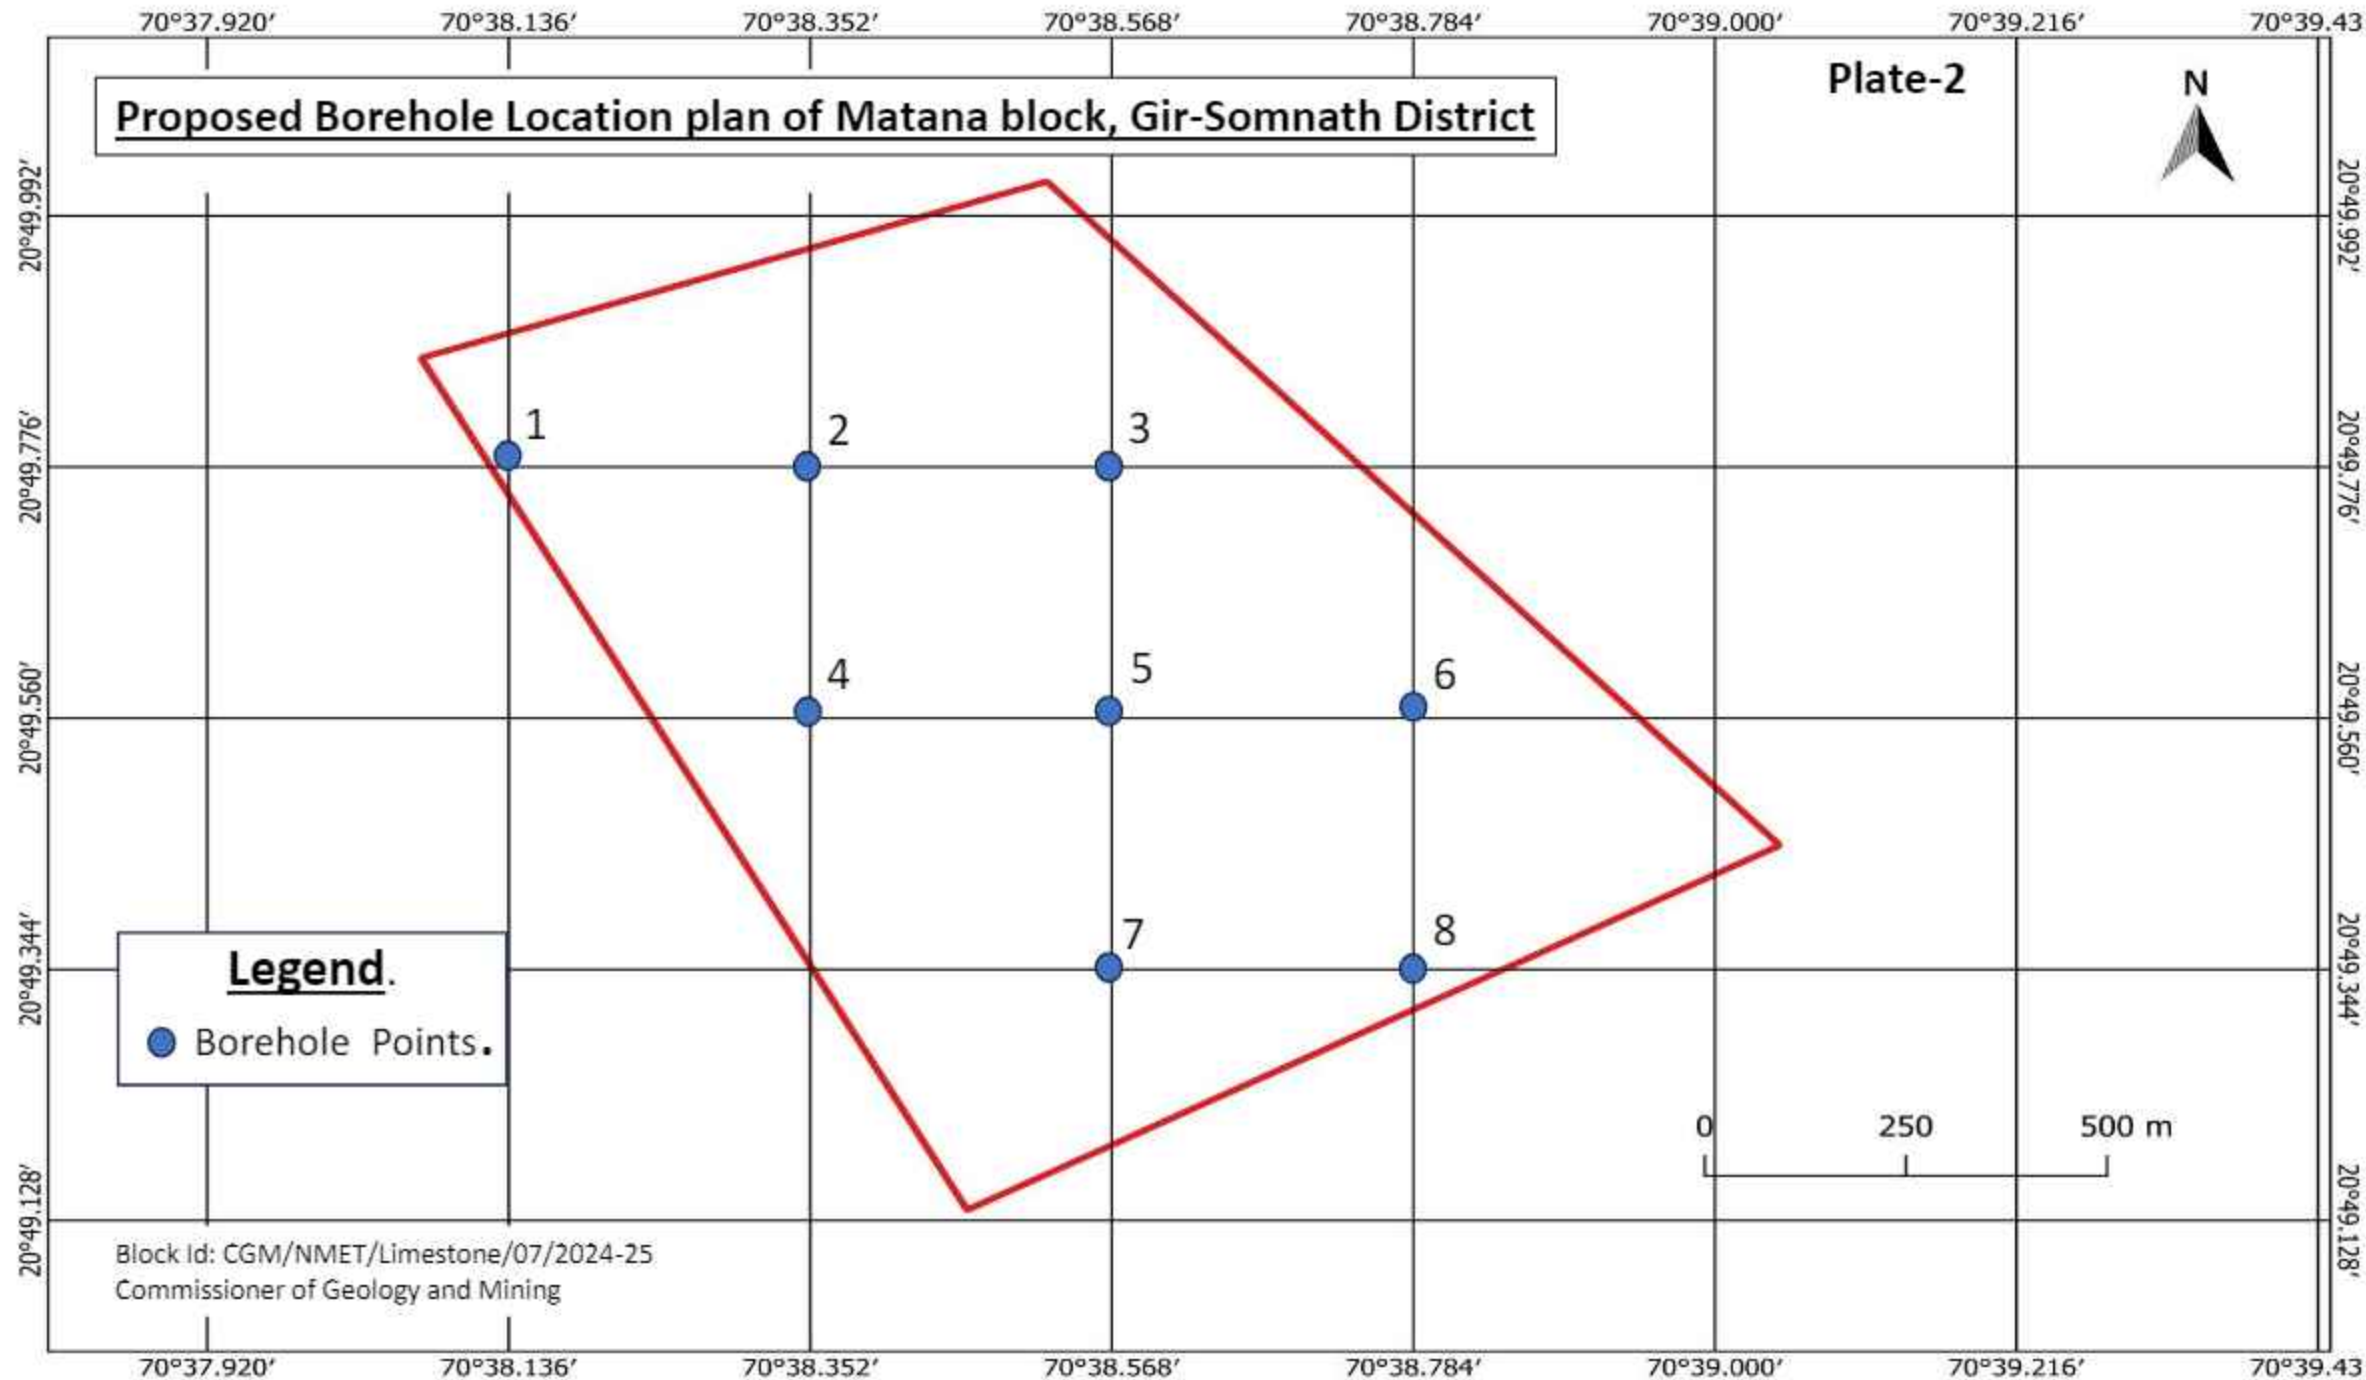 70°37.920′ 70°38.136′ 70°38.352′ 70°38.568′ 70°38.784′ 70°39.000′ 70°39.216′ 70°39.43
Plate-2
N
Proposed Borehole Location plan of Matana block, Gir-Somnath District
20°49.992′ 20°49.992′
1 2 3
20°49.776′ 20°49.776′
4 5 6
20°49.560′ 20°49.560′
7 8
20°49.344′ 20°49.344′
Legend.
Borehole Points.
0 250 500 m
20°49.128′ 20°49.128′
Block Id: CGM/NMET/Limestone/07/2024-25
Commissioner of Geology and Mining
70°37.920′ 70°38.136′ 70°38.352′ 70°38.568′ 70°38.784′ 70°39.000′ 70°39.216′ 70°39.43